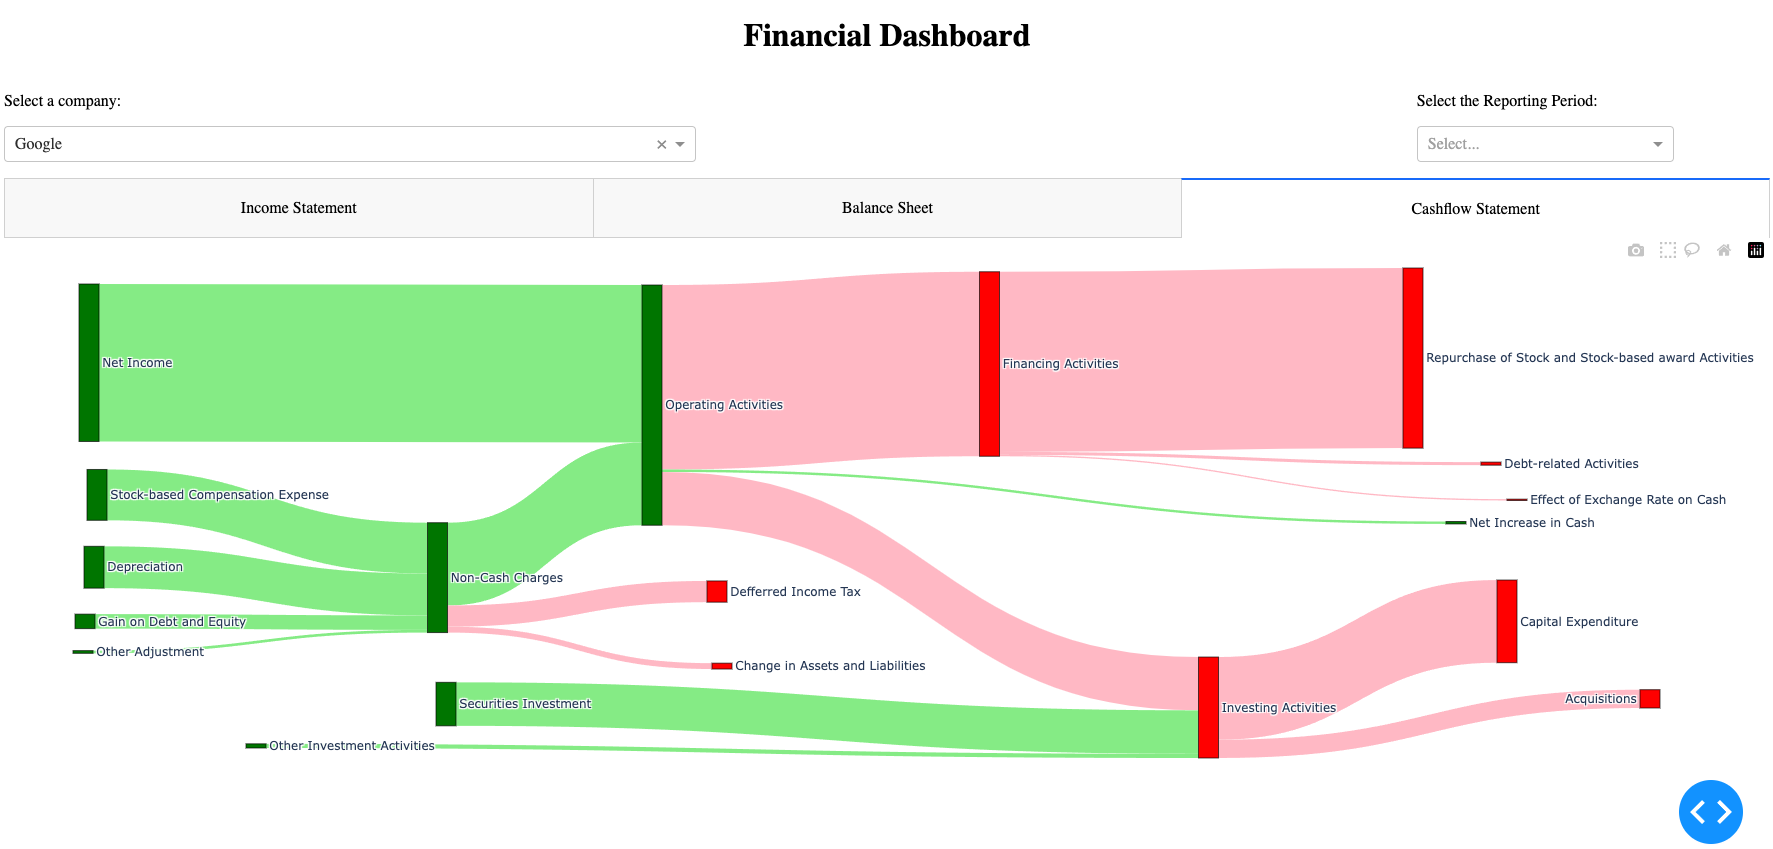 Financial Dashboard
Select a company:
Select the Reporting Period:
Google
Select...
Income Statement
Balance Sheet
Cashflow Statement
Net Income
Financing Activities
Repurchase of Stock and Stock-based award Activities
Operating Activities
Debt-related Activities
Stock-based Compensation Expense
Effect of Exchange Rate on Cash
Net Increase in Cash
Depreciation
Non-Cash Charges
Defferred Income Tax
Gain on Debt and Equity
Capital Expenditure
Other Adjustment
Change in Assets and Liabilities
Acquisitions
Securities Investment
Investing Activities
Other Investment Activities